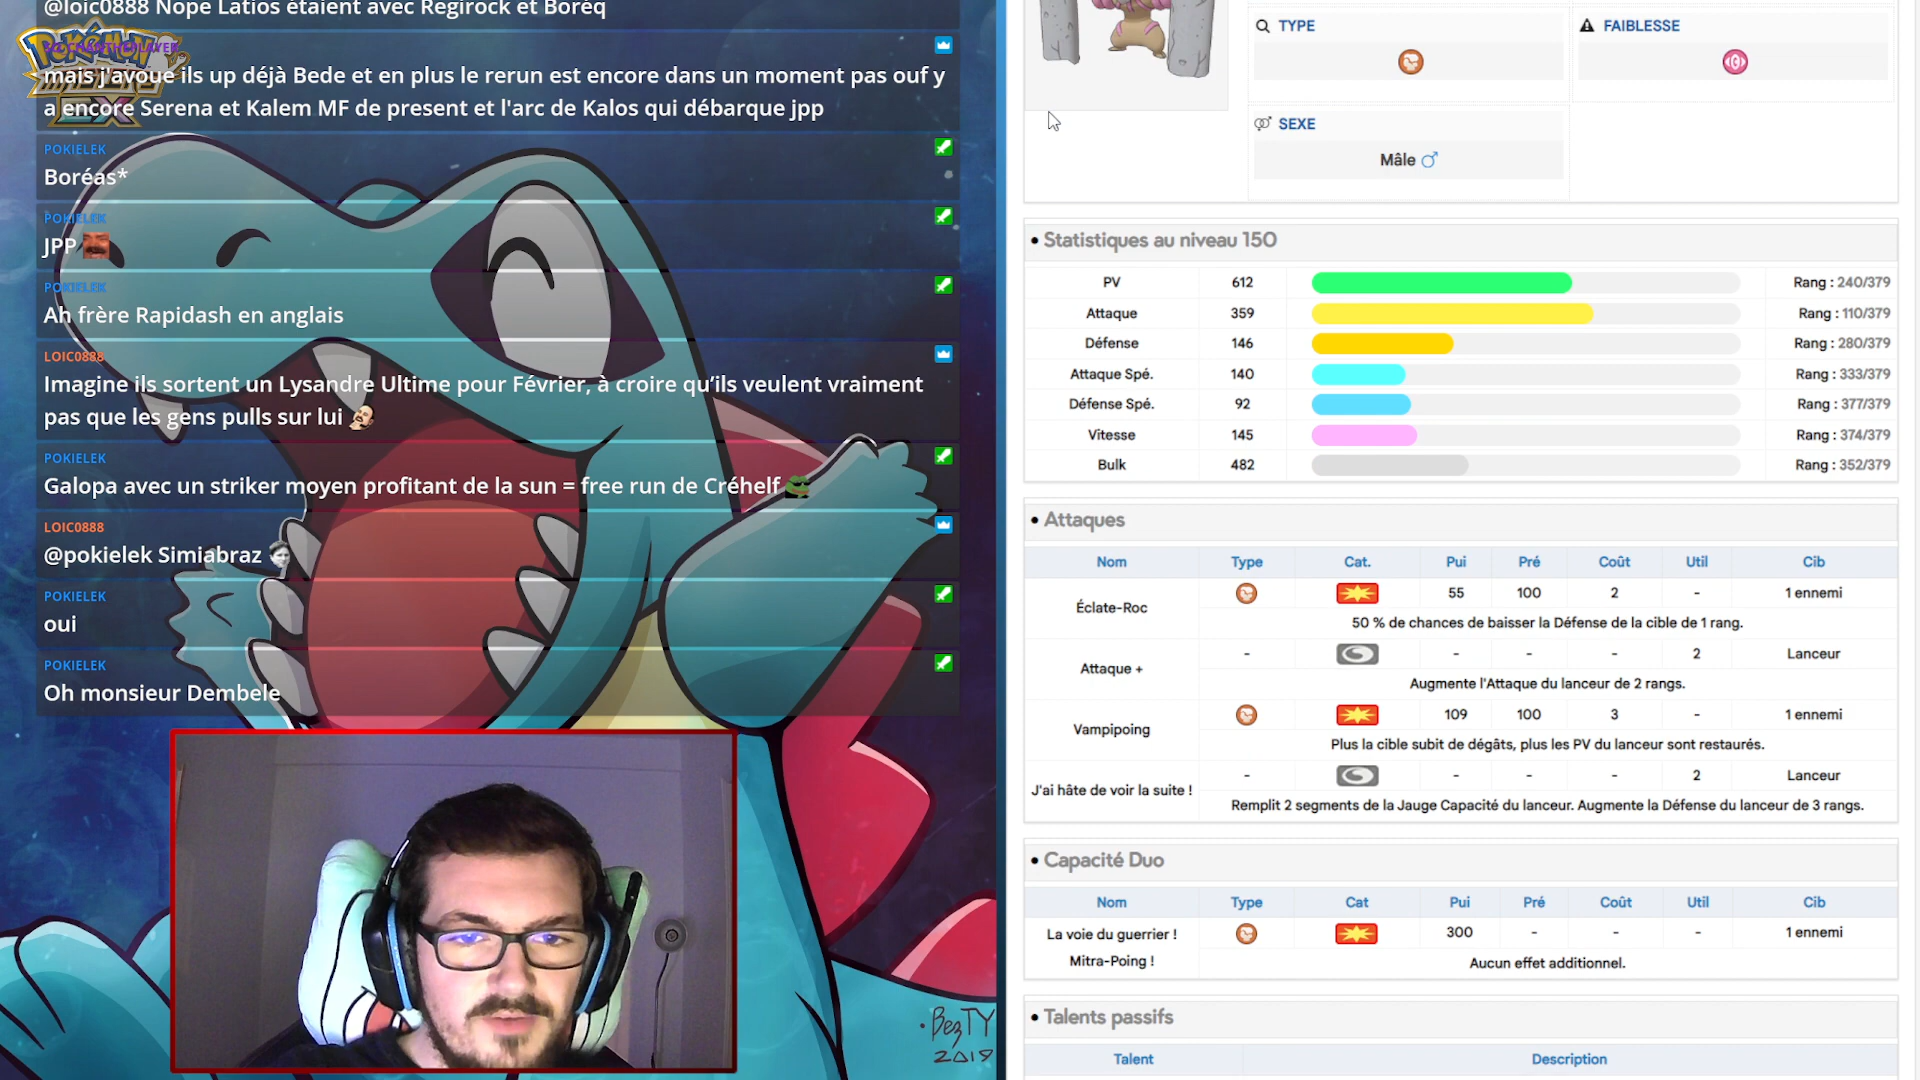 @loic0888 Nope Latios étaient avec Regirock et Boréq
mais j'avoue ils up déjà Bede et en plus le rerun est encore dans un moment pas ouf y
a encore Serena et Kalem MF de present et l'arc de Kalos qui débarque jpp
POKIELEK
Boréas*
POKIELEK
JPP
POKIELEK
Ah frère Rapidash en anglais
LOIC0888
Imagine ils sortent un Lysandre Ultime pour Février, à croire qu'ils veulent vraiment
pas que les gens pulls sur lui
POKIELEK
Galopa avec un striker moyen profitant de la sun = free run de Créhelf
LOIC0888
@pokielek Simiabraz
POKIELEK
oui
POKIELEK
Oh monsieur Dembele
BezTY
2019
TYPE
FAIBLESSE
SEXE
Mâle ♂
• Statistiques au niveau 150
PV 612 Rang : 240/379
Attaque 359 Rang : 110/379
Défense 146 Rang : 280/379
Attaque Spé. 140 Rang : 333/379
Défense Spé. 92 Rang : 377/379
Vitesse 145 Rang : 374/379
Bulk 482 Rang : 352/379
• Attaques
Nom Type Cat. Pui Pré Coût Util Cib
Éclate-Roc 55 100 2 - 1 ennemi
50 % de chances de baisser la Défense de la cible de 1 rang.
Attaque + - - - - 2 Lanceur
Augmente l'Attaque du lanceur de 2 rangs.
Vampipoing 109 100 3 - 1 ennemi
Plus la cible subit de dégâts, plus les PV du lanceur sont restaurés.
J'ai hâte de voir la suite ! - - - - 2 Lanceur
Remplit 2 segments de la Jauge Capacité du lanceur. Augmente la Défense du lanceur de 3 rangs.
• Capacité Duo
Nom Type Cat Pui Pré Coût Util Cib
La voie du guerrier ! 300 - - - 1 ennemi
Mitra-Poing !
Aucun effet additionnel.
• Talents passifs
Talent Description